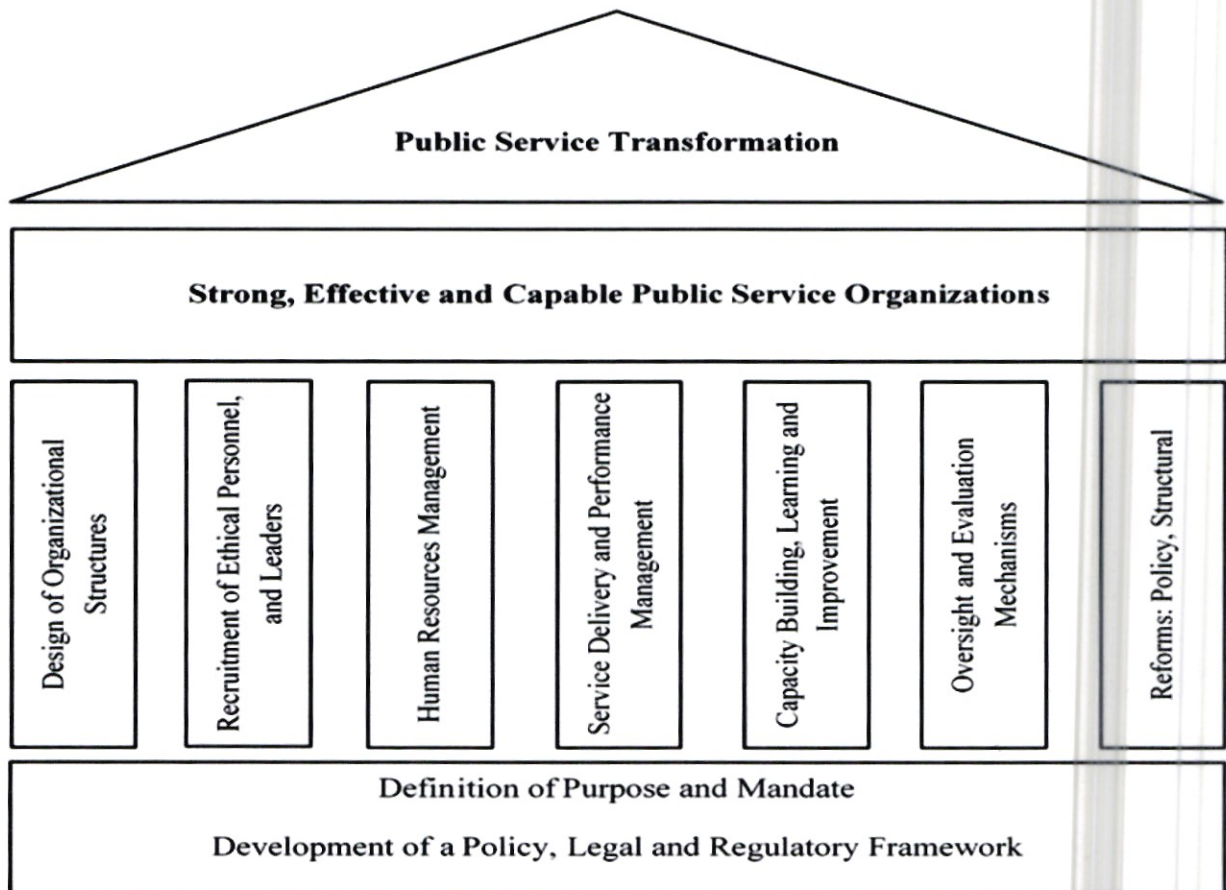 Public Service Transformation
Strong, Effective and Capable Public Service Organizations
Design of Organizational
Structures
Recruitment of Ethical Personnel,
and Leaders
Human Resources Management
Service Delivery and Performance
Management
Capacity Building, Learning and
Improvement
Oversight and Evaluation
Mechanisms
Reforms: Policy, Structural
Definition of Purpose and Mandate
Development of a Policy, Legal and Regulatory Framework